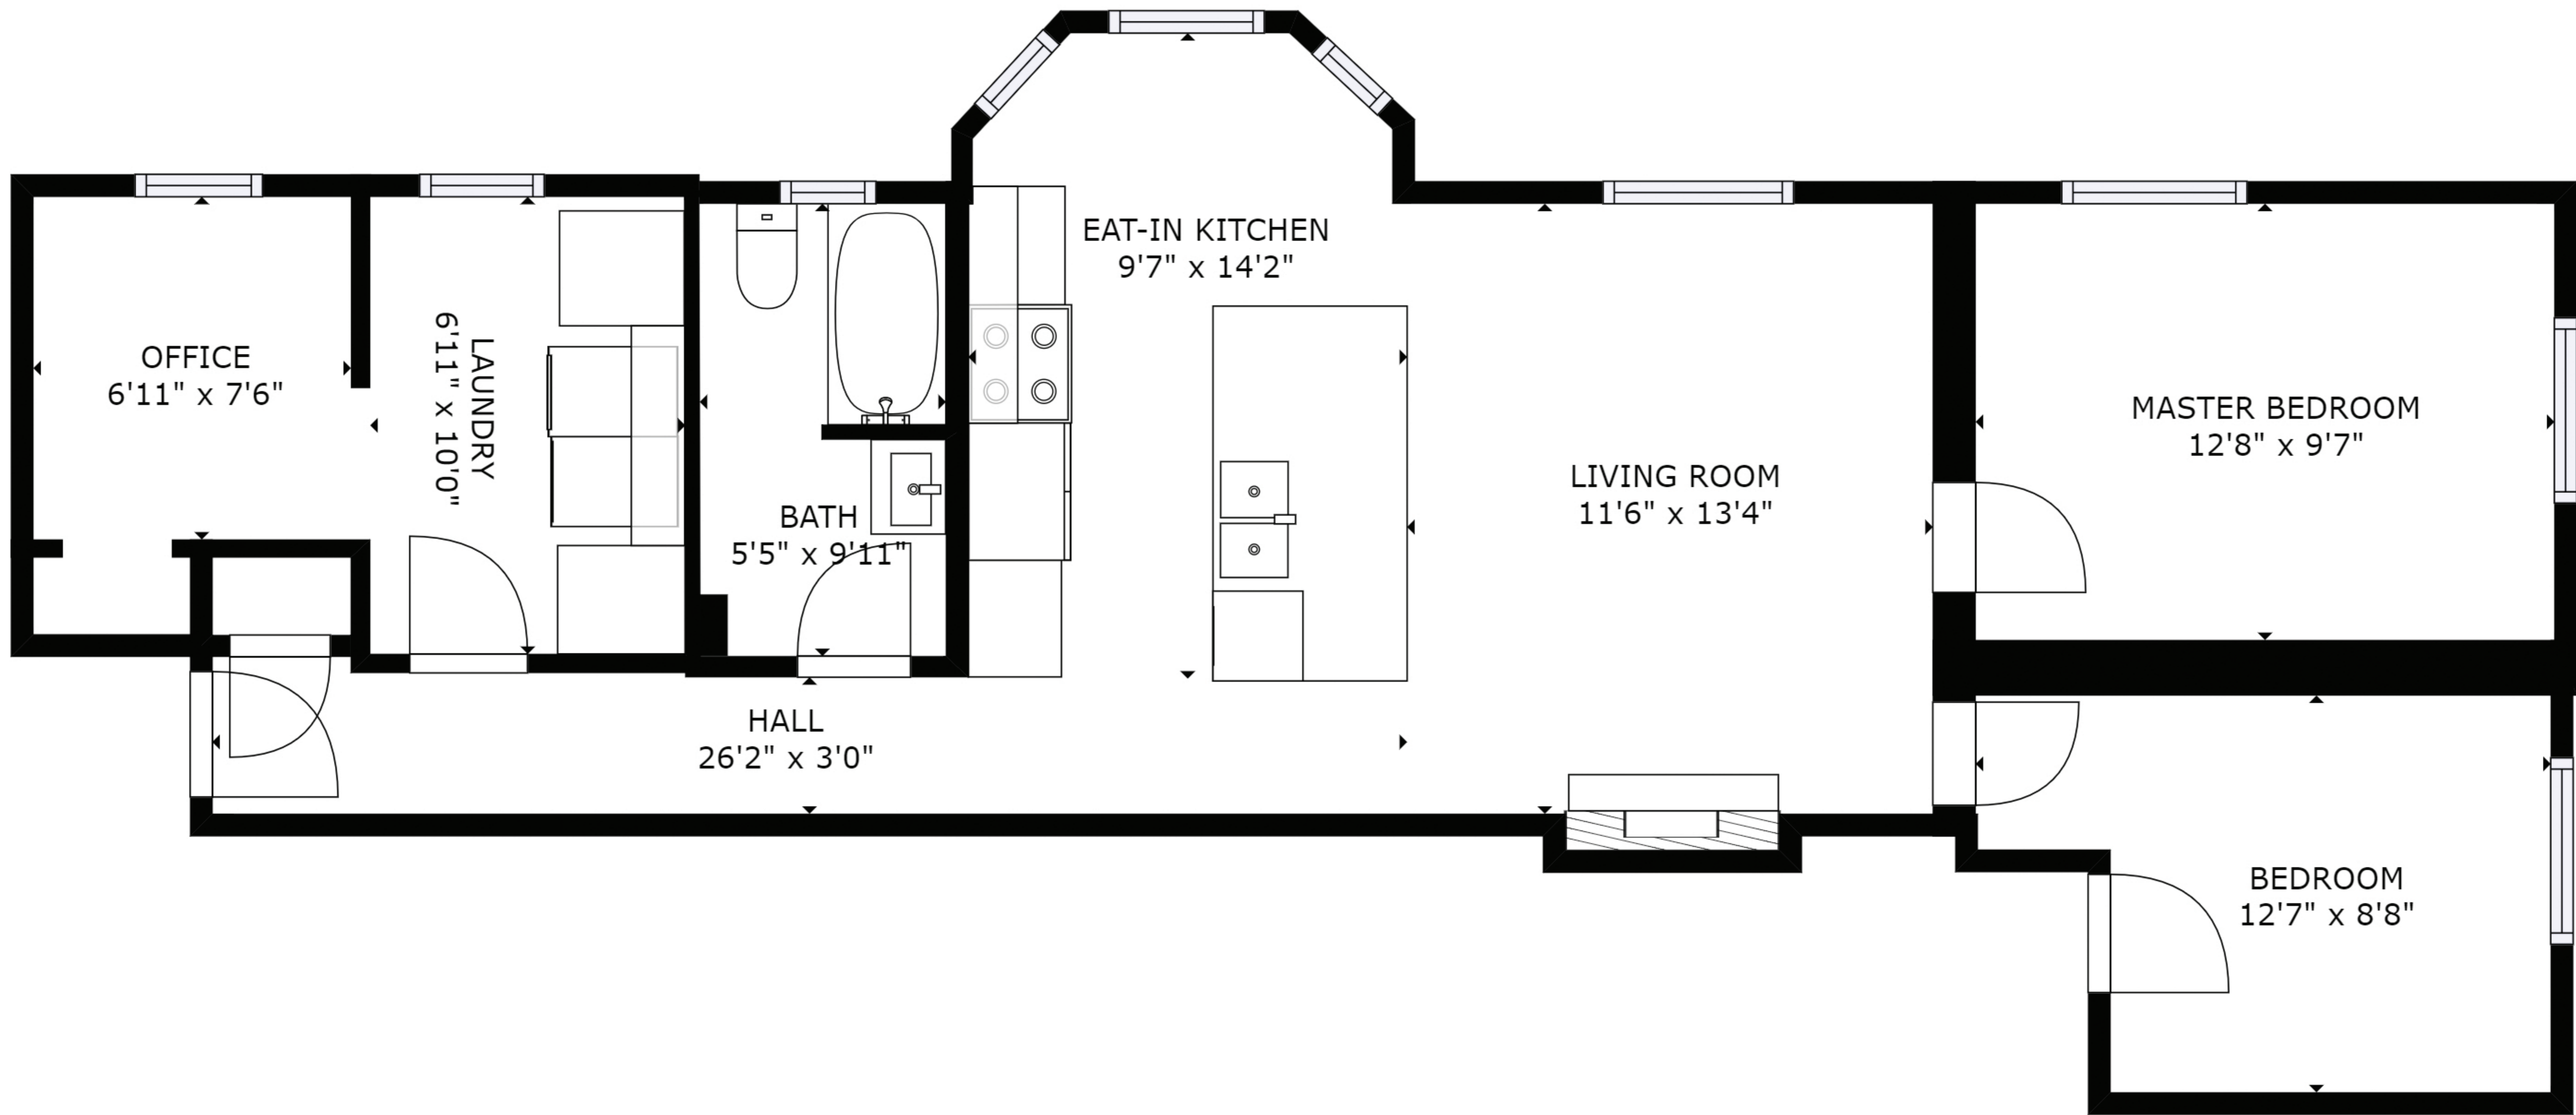 EAT-IN KITCHEN
9'7" x 14'2"
OFFICE
6'11" x 7'6"
LAUNDRY
6'11" x 10'0"
BATH
5'5" x 9'11"
LIVING ROOM
11'6" x 13'4"
MASTER BEDROOM
12'8" x 9'7"
HALL
26'2" x 3'0"
BEDROOM
12'7" x 8'8"